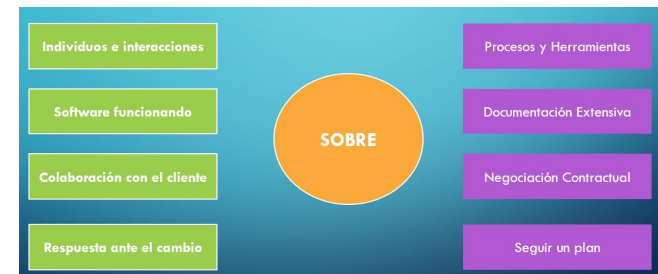 Individuos e interacciones
Procesos y Herramientas
Software funcionando
Documentación Extensiva
SOBRE
Colaboración con el cliente
Negociación Contractual
Respuesta ante el cambio
Seguir un plan